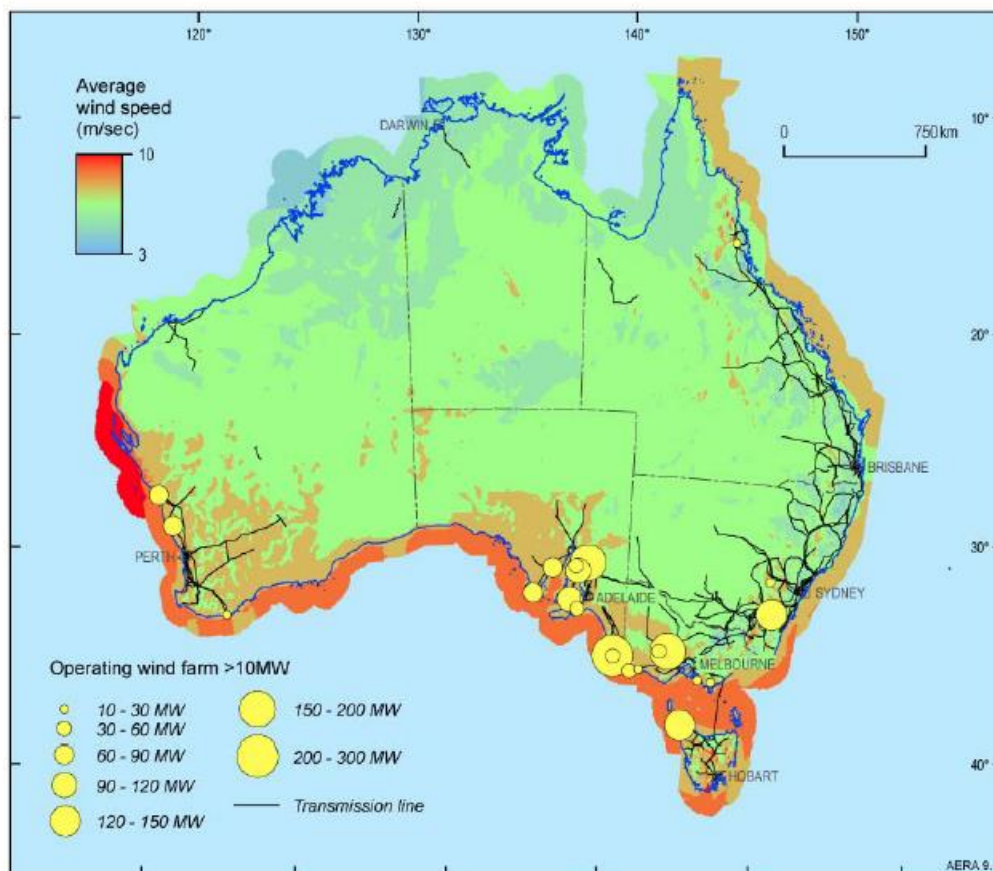 120°
130°
140°
150°
Average
wind speed
(m/sec)
10
3
DARWIN
0
750 km
10°
20°
BRISBANE
30°
PERTH
ADELAIDE
SYDNEY
MELBOURNE
40°
HOBART
Operating wind farm >10MW
10 - 30 MW
30 - 60 MW
60 - 90 MW
90 - 120 MW
120 - 150 MW
150 - 200 MW
200 - 300 MW
Transmission line
AERA 9.